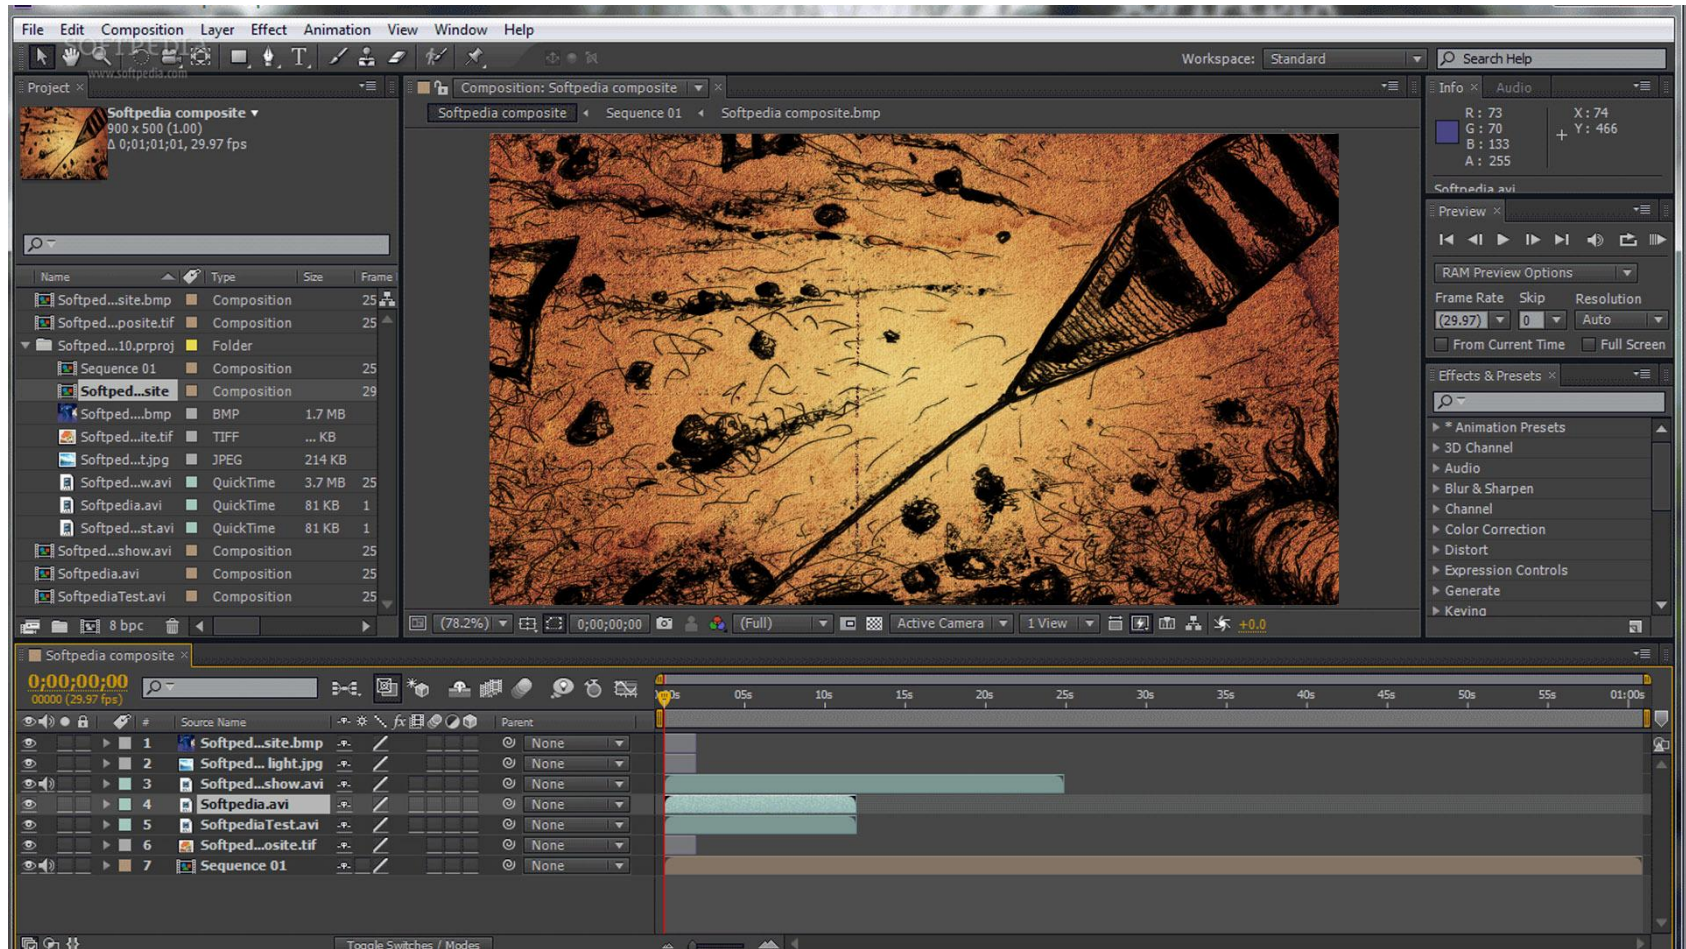 File Edit Composition Layer Effect Animation View Window Help
SOFTPEDIA
www.softpedia.com
Workspace: Standard
Search Help
Project
Softpedia composite
900 x 500 (1.00)
Δ 0;01;01;01, 29.97 fps
Name Type Size Frame
Softped...site.bmp Composition 25
Softped...posite.tif Composition 25
Softped...10.prproj Folder
Sequence 01 Composition 25
Softped...site Composition 29
Softped....bmp BMP 1.7 MB
Softped...ite.tif TIFF ... KB
Softped...t.jpg JPEG 214 KB
Softped...w.avi QuickTime 3.7 MB 25
Softpedia.avi QuickTime 81 KB 1
Softped...st.avi QuickTime 81 KB 1
Softped...show.avi Composition 25
Softpedia.avi Composition 25
SoftpediaTest.avi Composition 25
8 bpc
Composition: Softpedia composite
Softpedia composite Sequence 01 Softpedia composite.bmp
(78.2%) 0;00;00;00 (Full) Active Camera 1 View +0.0
Info Audio
R : 73 X : 74
G : 70 Y : 466
B : 133
A : 255
Softpedia.avi
Preview
RAM Preview Options
Frame Rate Skip Resolution
(29.97) 0 Auto
From Current Time Full Screen
Effects & Presets
* Animation Presets
3D Channel
Audio
Blur & Sharpen
Channel
Color Correction
Distort
Expression Controls
Generate
Keying
Softpedia composite
0;00;00;00
00000 (29.97 fps)
05s 10s 15s 20s 25s 30s 35s 40s 45s 50s 55s 01:00s
# Source Name fx Parent
1 Softped...site.bmp None
2 Softped... light.jpg None
3 Softped...show.avi None
4 Softpedia.avi None
5 SoftpediaTest.avi None
6 Softped...osite.tif None
7 Sequence 01 None
Toggle Switches / Modes